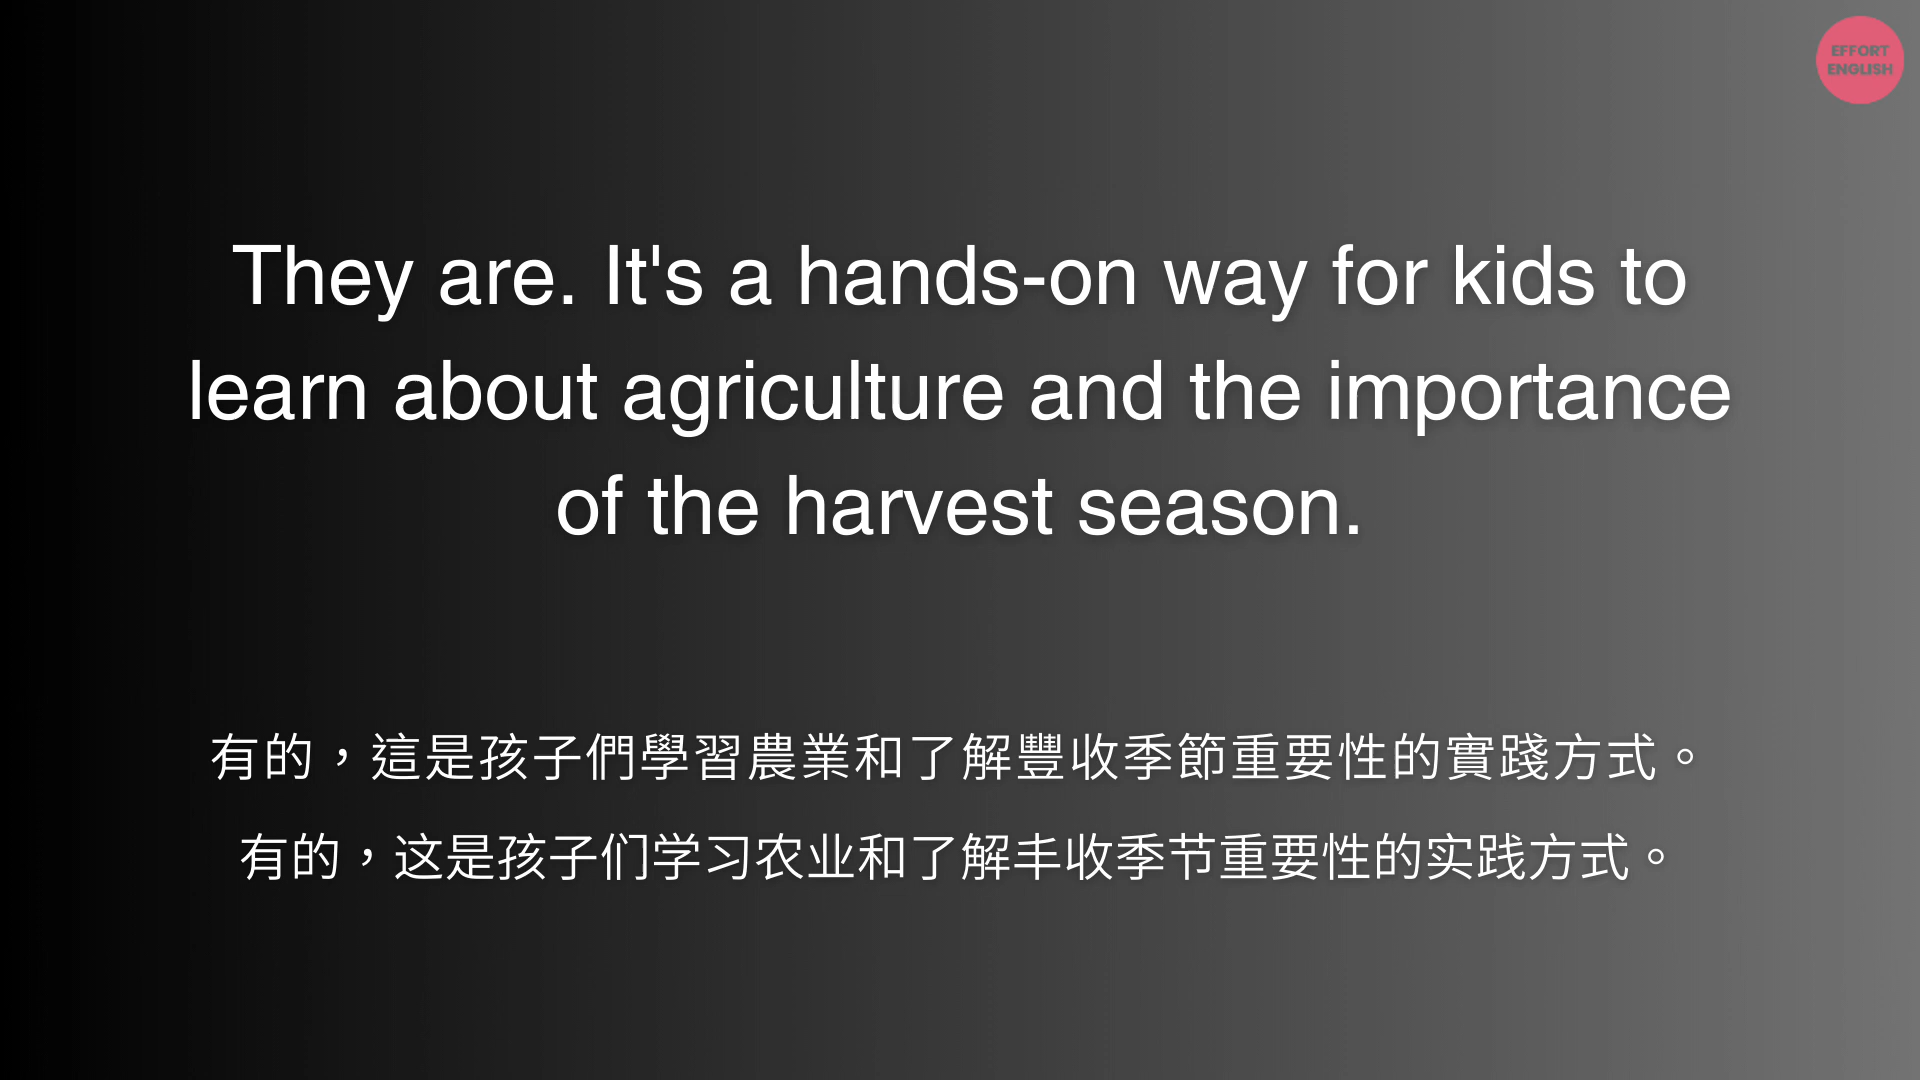 EFFORT
ENGLISH
They are. It's a hands-on way for kids to
learn about agriculture and the importance
of the harvest season.
有的，這是孩子們學習農業和了解豐收季節重要性的實踐方式。
有的，这是孩子们学习农业和了解丰收季节重要性的实践方式。